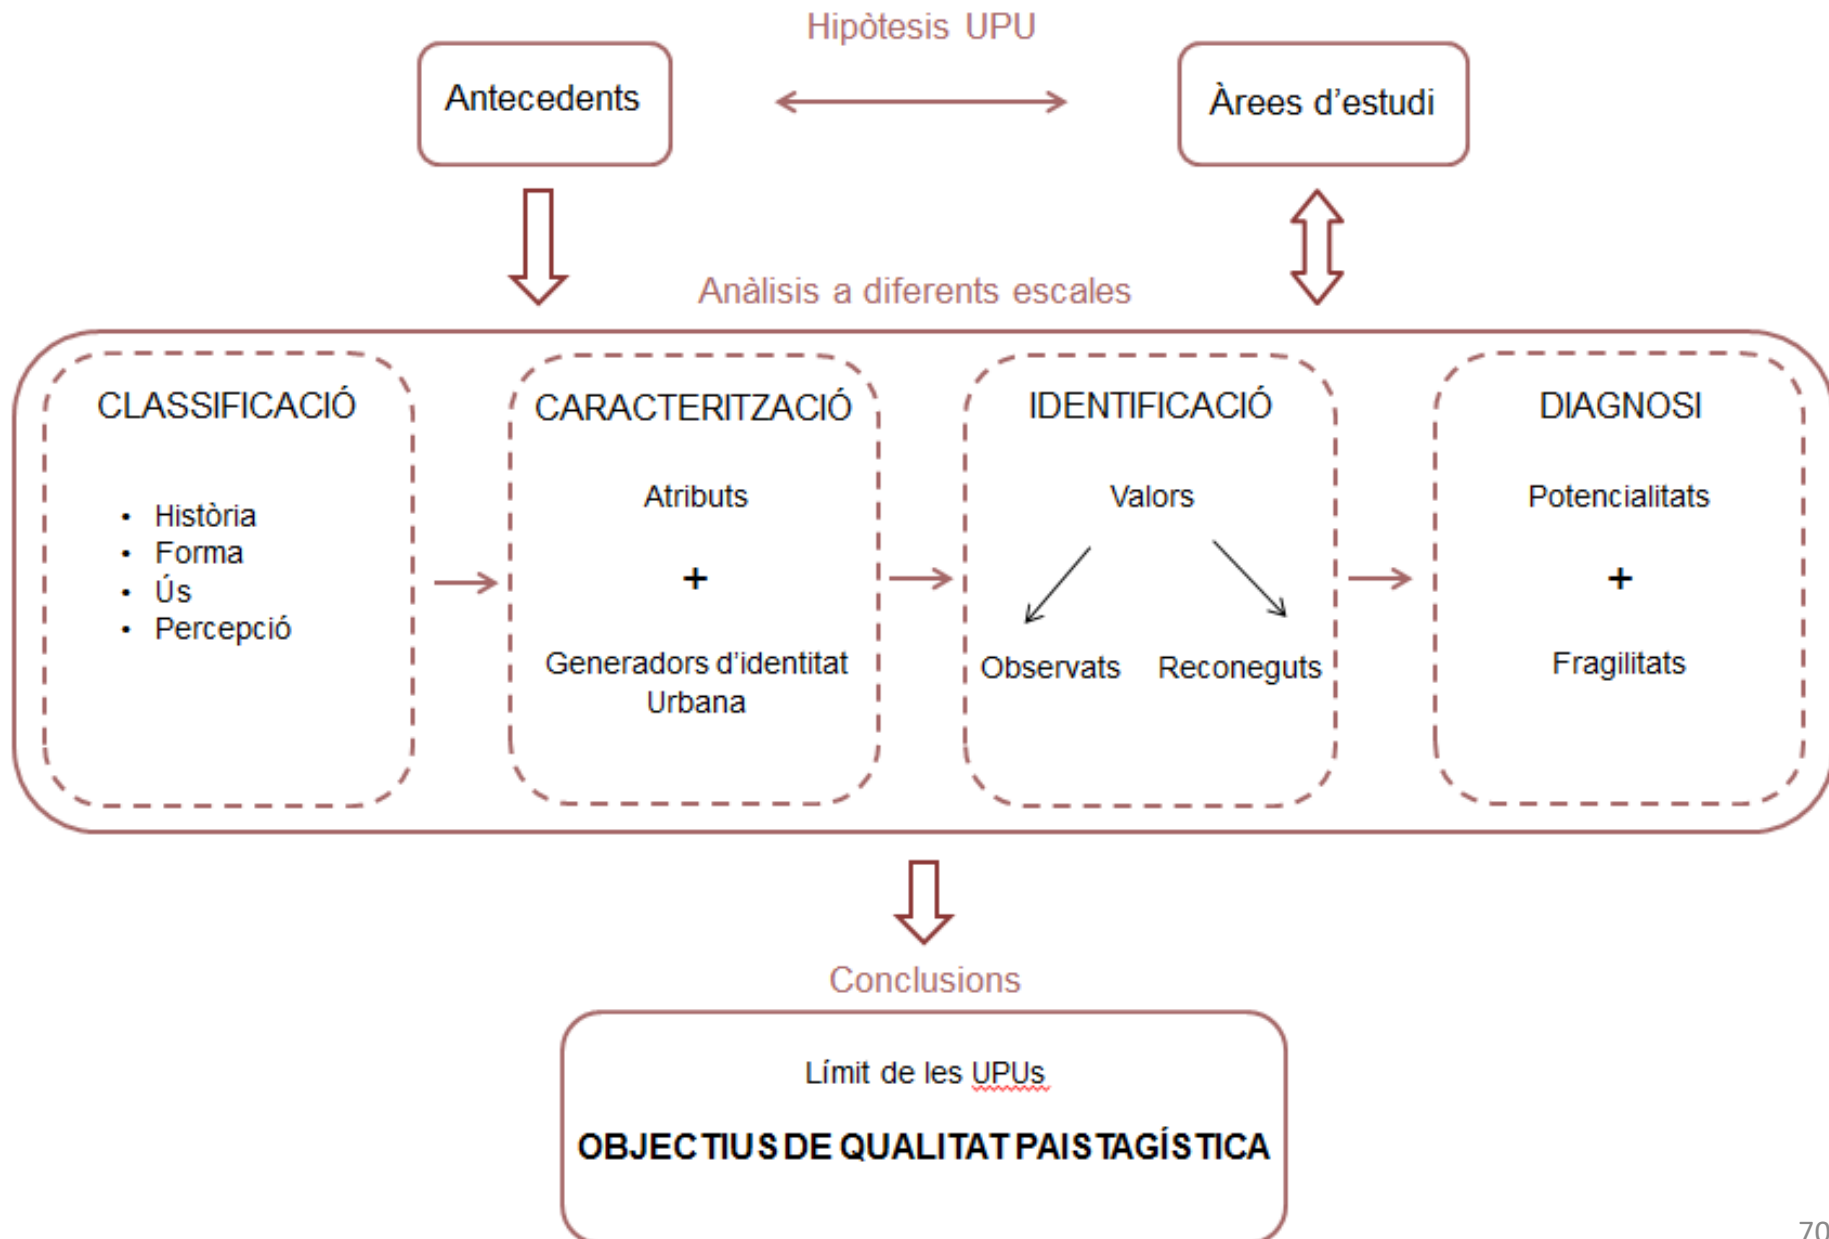 Hipòtesis UPU
Antecedents
Àrees d'estudi
Anàlisis a diferents escales
CLASSIFICACIÓ
• Història
• Forma
• Ús
• Percepció
CARACTERITZACIÓ
Atributs
+
Generadors d'identitat
Urbana
IDENTIFICACIÓ
Valors
Observats
Reconeguts
DIAGNOSI
Potencialitats
+
Fragilitats
Conclusions
Límit de les UPUs
OBJECTIUS DE QUALITAT PAISTAGÍSTICA
70